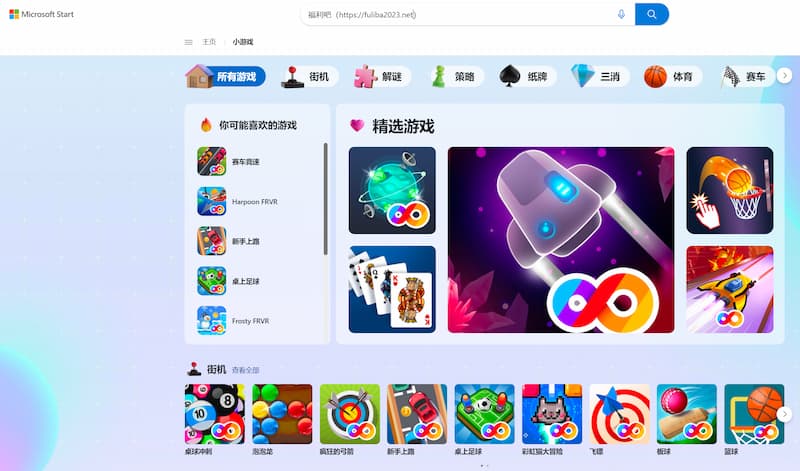 Microsoft Start
福利吧（https://fuliba2023.net）
主页 小游戏
所有游戏 街机 解谜 策略 纸牌 三消 体育 赛车
你可能喜欢的游戏
赛车竞速
Harpoon FRVR
新手上路
桌上足球
Frosty FRVR
精选游戏
街机 查看全部
桌球冲刺 泡泡龙 疯狂的弓箭 新手上路 桌上足球 彩虹猫大冒险 飞镖 板球 篮球